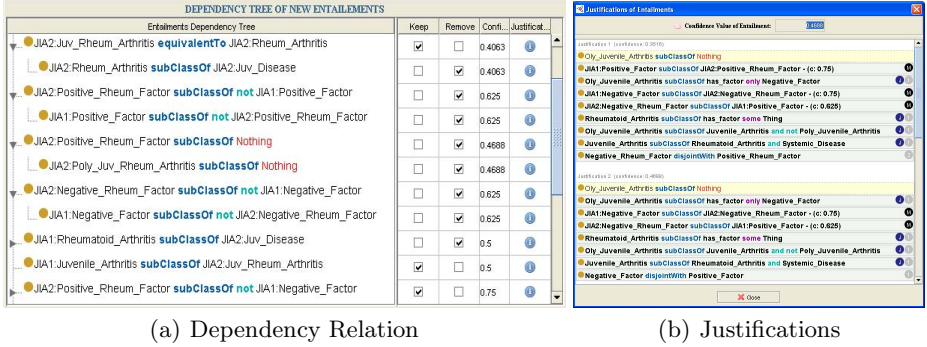 DEPENDENCY TREE OF NEW ENTAILEMENTS
Entailments Dependency Tree Keep Remove Confi... Justificat...
JIA2:Juv_Rheum_Arthritis equivalentTo JIA2:Rheum_Arthritis 0.4063
JIA2:Rheum_Arthritis subClassOf JIA2:Juv_Disease 0.4063
JIA2:Positive_Rheum_Factor subClassOf not JIA1:Positive_Factor 0.625
JIA1:Positive_Factor subClassOf not JIA2:Positive_Rheum_Factor 0.625
JIA2:Positive_Rheum_Factor SubClassOf Nothing 0.4688
JIA2:Poly_Juv_Rheum_Arthritis subClassOf Nothing 0.4688
JIA2:Negative_Rheum_Factor subClassOf not JIA1:Negative_Factor 0.625
JIA1:Negative_Factor subClassOf not JIA2:Negative_Rheum_Factor 0.625
JIA1:Rheumatoid_Arthritis subClassOf JIA2:Juv_Disease 0.5
JIA1:Juvenile_Arthritis subClassOf JIA2:Juv_Rheum_Arthritis 0.5
JIA2:Positive_Rheum_Factor subClassOf not JIA1:Negative_Factor 0.75
(a) Dependency Relation
Justifications of Entailments
Confidence Value of Entailment: 0.4688
Justification 1 (confidence: 0.3516)
Oly_Juvenile_Arthritis subClassOf Nothing
JIA1:Positive_Factor subClassOf JIA2:Positive_Rheum_Factor - (c: 0.75)
Oly_Juvenile_Arthritis subClassOf has_factor only Negative_Factor
JIA1:Negative_Factor subClassOf JIA2:Negative_Rheum_Factor - (c: 0.75)
JIA2:Negative_Rheum_Factor subClassOf JIA1:Positive_Factor - (c: 0.625)
Rheumatoid_Arthritis subClassOf has_factor some Thing
Oly_Juvenile_Arthritis subClassOf Juvenile_Arthritis and not Poly_Juvenile_Arthritis
Juvenile_Arthritis subClassOf Rheumatoid_Arthritis and Systemic_Disease
Negative_Rheum_Factor disjointWith Positive_Rheum_Factor
Justification 2 (confidence: 0.4688)
Oly_Juvenile_Arthritis subClassOf Nothing
Oly_Juvenile_Arthritis subClassOf has_factor only Negative_Factor
JIA1:Negative_Factor subClassOf JIA2:Negative_Rheum_Factor - (c: 0.75)
JIA2:Negative_Rheum_Factor subClassOf JIA1:Positive_Factor - (c: 0.625)
Rheumatoid_Arthritis subClassOf has_factor some Thing
Oly_Juvenile_Arthritis subClassOf Juvenile_Arthritis and not Poly_Juvenile_Arthritis
Juvenile_Arthritis subClassOf Rheumatoid_Arthritis and Systemic_Disease
Negative_Factor disjointWith Positive_Factor
Close
(b) Justifications